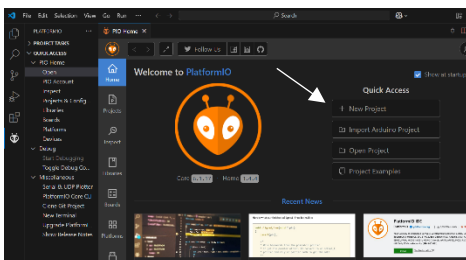 File Edit Selection View Go Run ... Search
PLATFORMIO ... PIO Home
PROJECT TASKS
QUICK ACCESS
PIO Home
Open
PIO Account
Inspect
Projects & Config
Libraries
Boards
Platforms
Devices
Debug
Start Debugging
Toggle Debug Co...
Miscellaneous
Serial & UDP Plotter
PlatformIO Core CLI
Clone Git Project
New Terminal
Upgrade PlatformI
Show Release Notes
Home
Projects
Inspect
Libraries
Boards
Platforms
Follow us
Welcome to PlatformIO
Show at startup
Quick Access
New Project
Import Arduino Project
Open Project
Project Examples
Core Home
Recent News
PlatformIO IDE